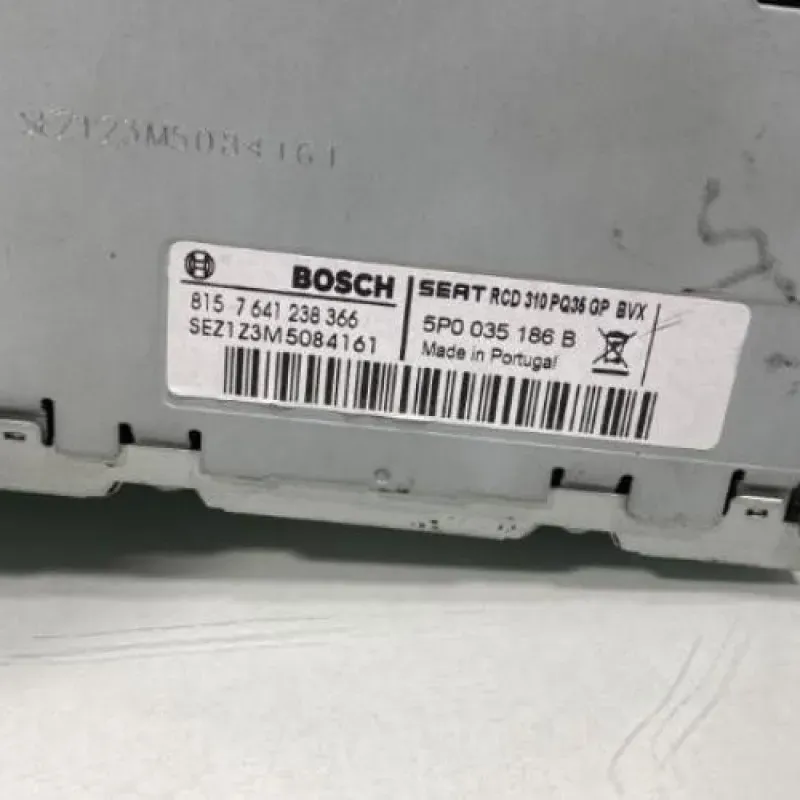 SEZ1Z3M5084161
BOSCH
815 7 641 238 366
SEZ1Z3M5084161
SEAT RCD 310 PQ35 GP BVX
5P0 035 186 B
Made in Portugal